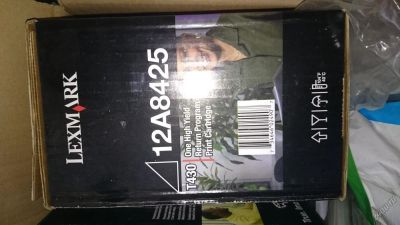 LEXMARK
12A8425
T430
One High Yield
Return Program
Print Cartridge